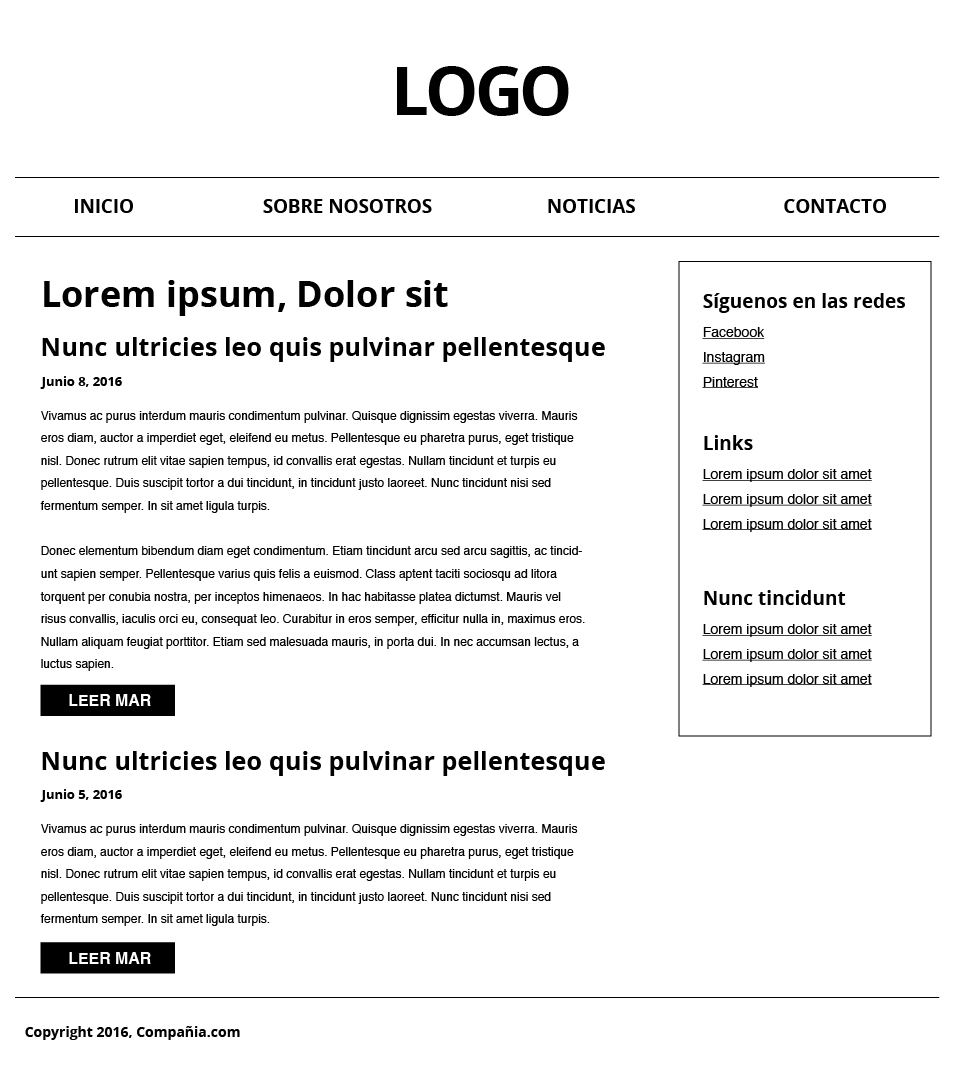 LOGO
INICIO SOBRE NOSOTROS NOTICIAS CONTACTO
Lorem ipsum, Dolor sit
Nunc ultricies leo quis pulvinar pellentesque
Junio 8, 2016
Vivamus ac purus interdum mauris condimentum pulvinar. Quisque dignissim egestas viverra. Mauris
eros diam, auctor a imperdiet eget, eleifend eu metus. Pellentesque eu pharetra purus, eget tristique
nisl. Donec rutrum elit vitae sapien tempus, id convallis erat egestas. Nullam tincidunt et turpis eu
pellentesque. Duis suscipit tortor a dui tincidunt, in tincidunt justo laoreet. Nunc tincidunt nisi sed
fermentum semper. In sit amet ligula turpis.
Donec elementum bibendum diam eget condimentum. Etiam tincidunt arcu sed arcu sagittis, ac tincid-
unt sapien semper. Pellentesque varius quis felis a euismod. Class aptent taciti sociosqu ad litora
torquent per conubia nostra, per inceptos himenaeos. In hac habitasse platea dictumst. Mauris vel
risus convallis, iaculis orci eu, consequat leo. Curabitur in eros semper, efficitur nulla in, maximus eros.
Nullam aliquam feugiat porttitor. Etiam sed malesuada mauris, in porta dui. In nec accumsan lectus, a
luctus sapien.
LEER MAR
Nunc ultricies leo quis pulvinar pellentesque
Junio 5, 2016
Vivamus ac purus interdum mauris condimentum pulvinar. Quisque dignissim egestas viverra. Mauris
eros diam, auctor a imperdiet eget, eleifend eu metus. Pellentesque eu pharetra purus, eget tristique
nisl. Donec rutrum elit vitae sapien tempus, id convallis erat egestas. Nullam tincidunt et turpis eu
pellentesque. Duis suscipit tortor a dui tincidunt, in tincidunt justo laoreet. Nunc tincidunt nisi sed
fermentum semper. In sit amet ligula turpis.
LEER MAR
Síguenos en las redes
Facebook
Instagram
Pinterest
Links
Lorem ipsum dolor sit amet
Lorem ipsum dolor sit amet
Lorem ipsum dolor sit amet
Nunc tincidunt
Lorem ipsum dolor sit amet
Lorem ipsum dolor sit amet
Lorem ipsum dolor sit amet
Copyright 2016, Compañia.com